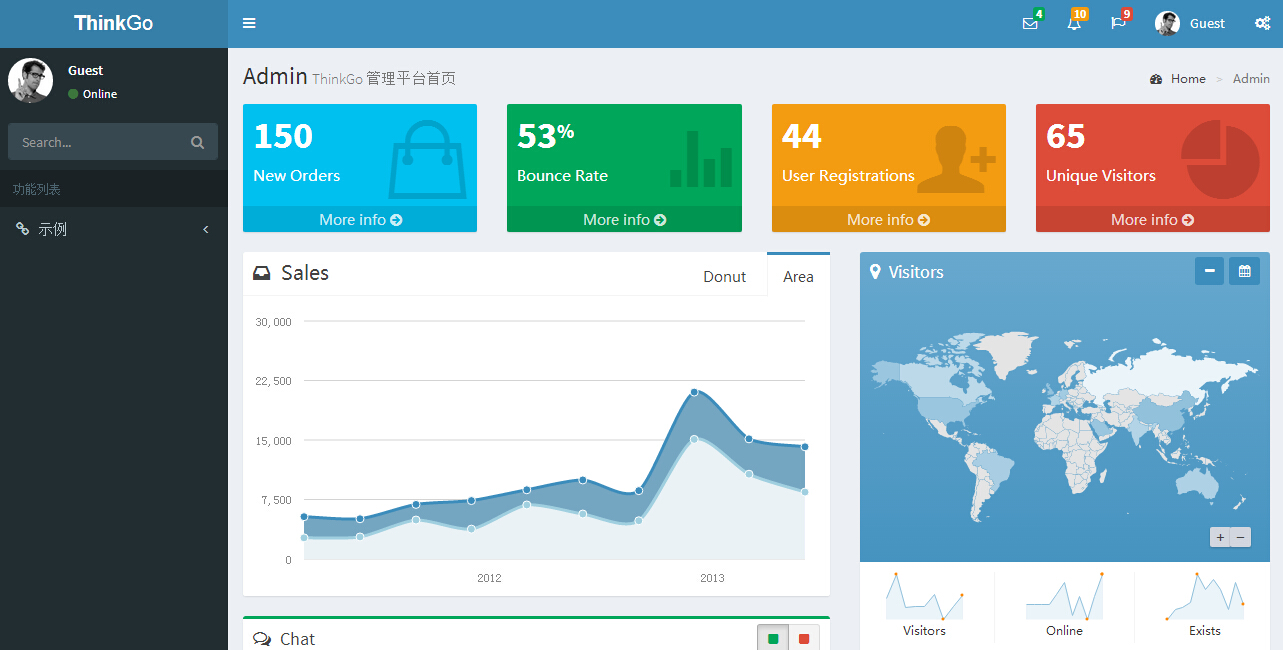 ThinkGo
4
10
9
Guest
Guest
Online
Search...
功能列表
示例
Admin ThinkGo 管理平台首页
Home > Admin
150
New Orders
More info
53%
Bounce Rate
More info
44
User Registrations
More info
65
Unique Visitors
More info
Sales
Donut
Area
30,000
22,500
15,000
7,500
0
2012
2013
Visitors
+
−
Visitors
Online
Exists
Chat